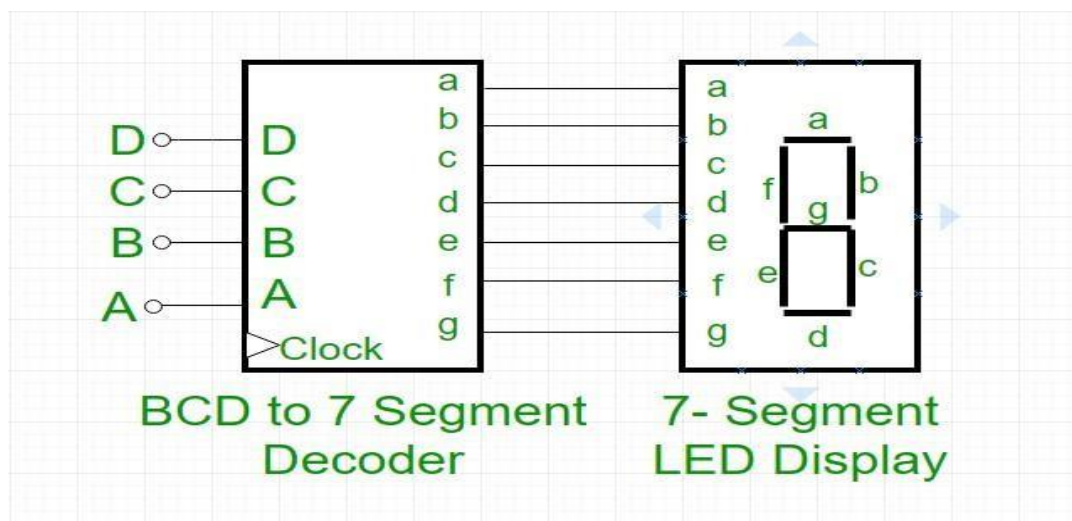 a
b
c
d
e
f
g
D
C
B
A
D
C
B
A
Clock
BCD to 7 Segment
Decoder
a
b
c
d
e
f
g
a
f
b
g
e
c
d
7- Segment
LED Display